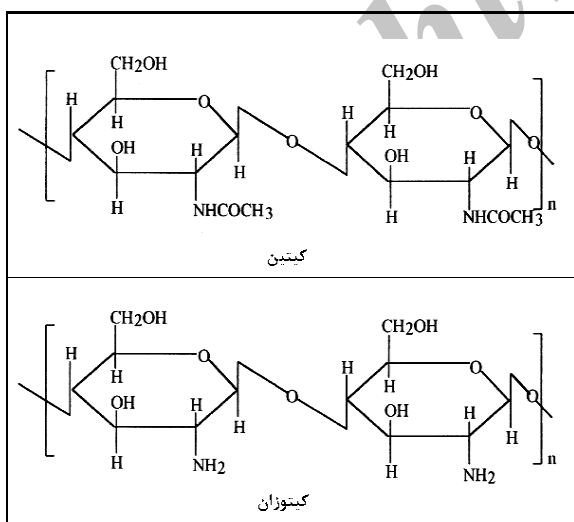 CH2OH CH2OH
H O H O
H H
OH H O OH H O
H H
H NHCOCH3 H NHCOCH3 n
کیتین
CH2OH CH2OH
H O H O
H H
OH H O OH H O
H H
H NH2 H NH2 n
کیتوزان